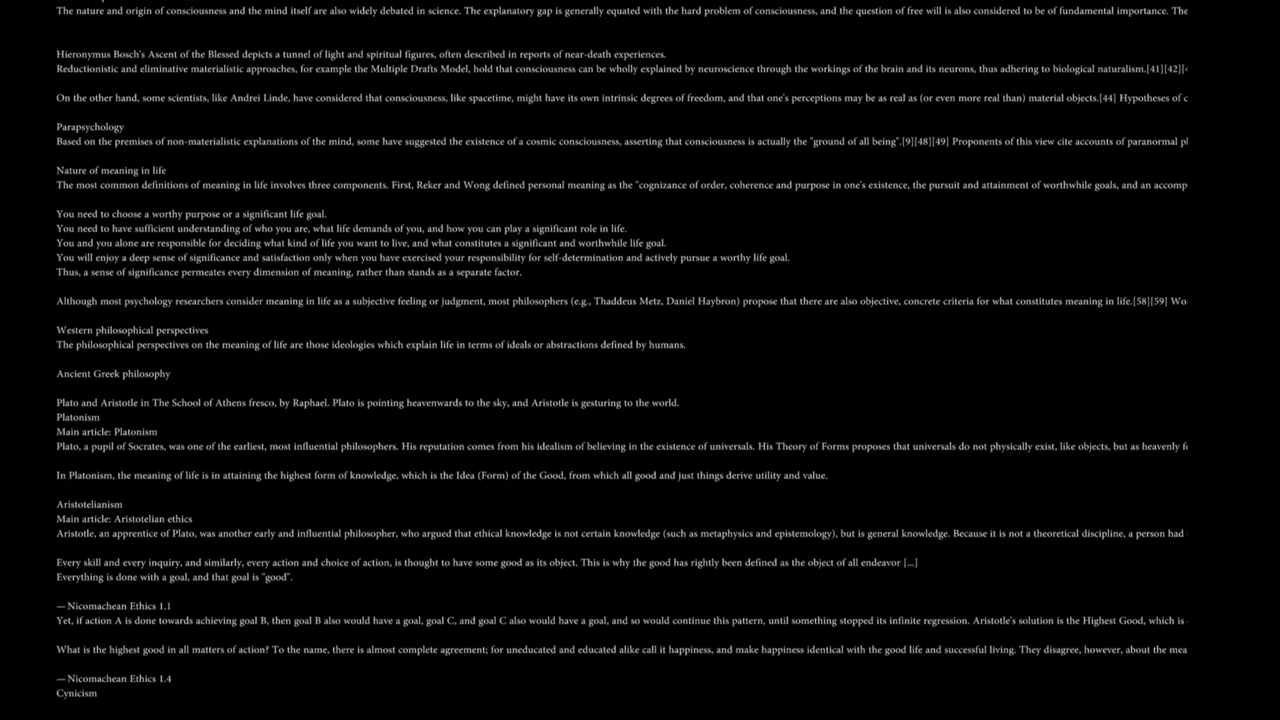 The nature and origin of consciousness and the mind itself are also widely debated in science. The explanatory gap is generally equated with the hard problem of consciousness, and the question of free will is also considered to be of fundamental importance. The
Hieronymus Bosch's Ascent of the Blessed depicts a tunnel of light and spiritual figures, often described in reports of near-death experiences.
Reductionistic and eliminative materialistic approaches, for example the Multiple Drafts Model, hold that consciousness can be wholly explained by neuroscience through the workings of the brain and its neurons, thus adhering to biological naturalism.[41][42][
On the other hand, some scientists, like Andrei Linde, have considered that consciousness, like spacetime, might have its own intrinsic degrees of freedom, and that one's perceptions may be as real as (or even more real than) material objects.[44] Hypotheses of c
Parapsychology
Based on the premises of non-materialistic explanations of the mind, some have suggested the existence of a cosmic consciousness, asserting that consciousness is actually the "ground of all being".[9][48][49] Proponents of this view cite accounts of paranormal pl
Nature of meaning in life
The most common definitions of meaning in life involves three components. First, Reker and Wong defined personal meaning as the "cognizance of order, coherence and purpose in one's existence, the pursuit and attainment of worthwhile goals, and an accomp
You need to choose a worthy purpose or a significant life goal.
You need to have sufficient understanding of who you are, what life demands of you, and how you can play a significant role in life.
You and you alone are responsible for deciding what kind of life you want to live, and what constitutes a significant and worthwhile life goal.
You will enjoy a deep sense of significance and satisfaction only when you have exercised your responsibility for self-determination and actively pursue a worthy life goal.
Thus, a sense of significance permeates every dimension of meaning, rather than stands as a separate factor.
Although most psychology researchers consider meaning in life as a subjective feeling or judgment, most philosophers (e.g., Thaddeus Metz, Daniel Haybron) propose that there are also objective, concrete criteria for what constitutes meaning in life.[58][59] Wo
Western philosophical perspectives
The philosophical perspectives on the meaning of life are those ideologies which explain life in terms of ideals or abstractions defined by humans.
Ancient Greek philosophy
Plato and Aristotle in The School of Athens fresco, by Raphael. Plato is pointing heavenwards to the sky, and Aristotle is gesturing to the world.
Platonism
Main article: Platonism
Plato, a pupil of Socrates, was one of the earliest, most influential philosophers. His reputation comes from his idealism of believing in the existence of universals. His Theory of Forms proposes that universals do not physically exist, like objects, but as heavenly f
In Platonism, the meaning of life is in attaining the highest form of knowledge, which is the Idea (Form) of the Good, from which all good and just things derive utility and value.
Aristotelianism
Main article: Aristotelian ethics
Aristotle, an apprentice of Plato, was another early and influential philosopher, who argued that ethical knowledge is not certain knowledge (such as metaphysics and epistemology), but is general knowledge. Because it is not a theoretical discipline, a person had
Every skill and every inquiry, and similarly, every action and choice of action, is thought to have some good as its object. This is why the good has rightly been defined as the object of all endeavor [...]
Everything is done with a goal, and that goal is "good".
— Nicomachean Ethics 1.1
Yet, if action A is done towards achieving goal B, then goal B also would have a goal, goal C, and goal C also would have a goal, and so would continue this pattern, until something stopped its infinite regression. Aristotle's solution is the Highest Good, which is
What is the highest good in all matters of action? To the name, there is almost complete agreement; for uneducated and educated alike call it happiness, and make happiness identical with the good life and successful living. They disagree, however, about the mea
— Nicomachean Ethics 1.4
Cynicism